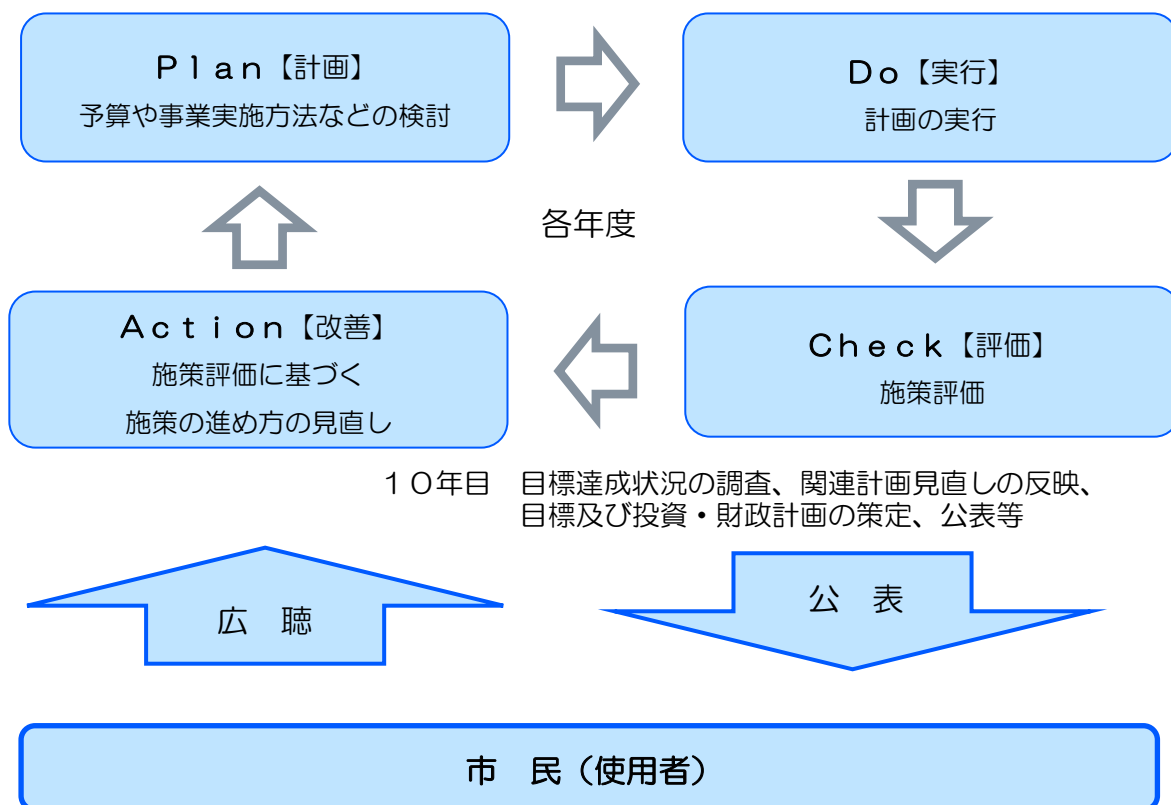 Ｐｌａｎ【計画】
予算や事業実施方法などの検討
Ｄｏ【実行】
計画の実行
各年度
Ａｃｔｉｏｎ【改善】
施策評価に基づく
施策の進め方の見直し
Ｃｈｅｃｋ【評価】
施策評価
１０年目　目標達成状況の調査、関連計画見直しの反映、
目標及び投資・財政計画の策定、公表等
広　聴
公　表
市　民（使用者）